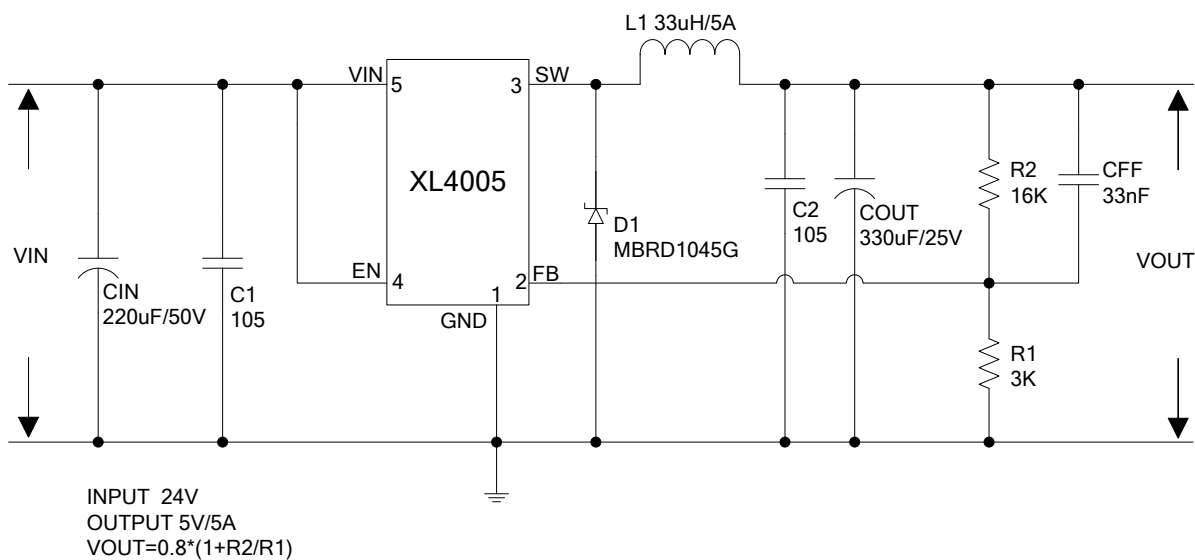 L1 33uH/5A
VIN
5
3
SW
XL4005
R2
16K
CFF
33nF
C2
105
COUT
330uF/25V
D1
MBRD1045G
VIN
VOUT
EN
4
2
FB
CIN
220uF/50V
C1
105
1
GND
R1
3K
INPUT 24V
OUTPUT 5V/5A
VOUT=0.8*(1+R2/R1)